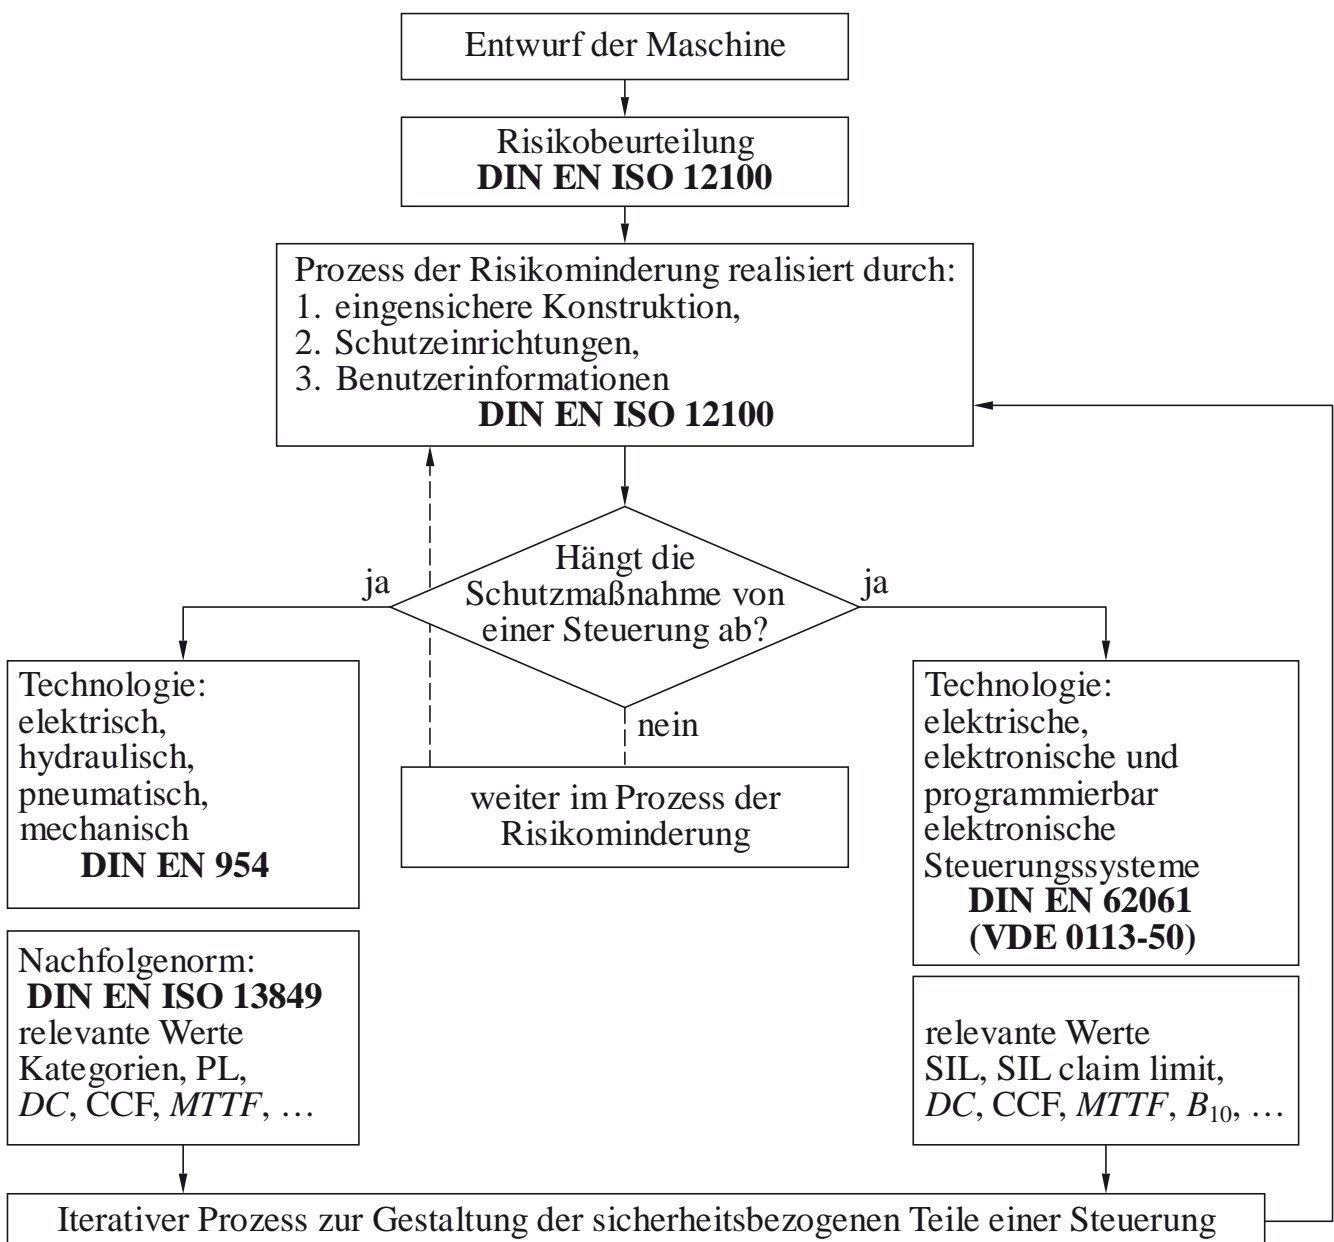 Entwurf der Maschine
Risikobeurteilung
DIN EN ISO 12100
Prozess der Risikominderung realisiert durch:
1. eingensichere Konstruktion,
2. Schutzeinrichtungen,
3. Benutzerinformationen
DIN EN ISO 12100
Hängt die
Schutzmaßnahme von
einer Steuerung ab?
ja
ja
nein
weiter im Prozess der
Risikominderung
Technologie:
elektrisch,
hydraulisch,
pneumatisch,
mechanisch
DIN EN 954
Nachfolgenorm:
DIN EN ISO 13849
relevante Werte
Kategorien, PL,
DC, CCF, MTTF, …
Technologie:
elektrische,
elektronische und
programmierbar
elektronische
Steuerungssysteme
DIN EN 62061
(VDE 0113-50)
relevante Werte
SIL, SIL claim limit,
DC, CCF, MTTF, B10, …
Iterativer Prozess zur Gestaltung der sicherheitsbezogenen Teile einer Steuerung